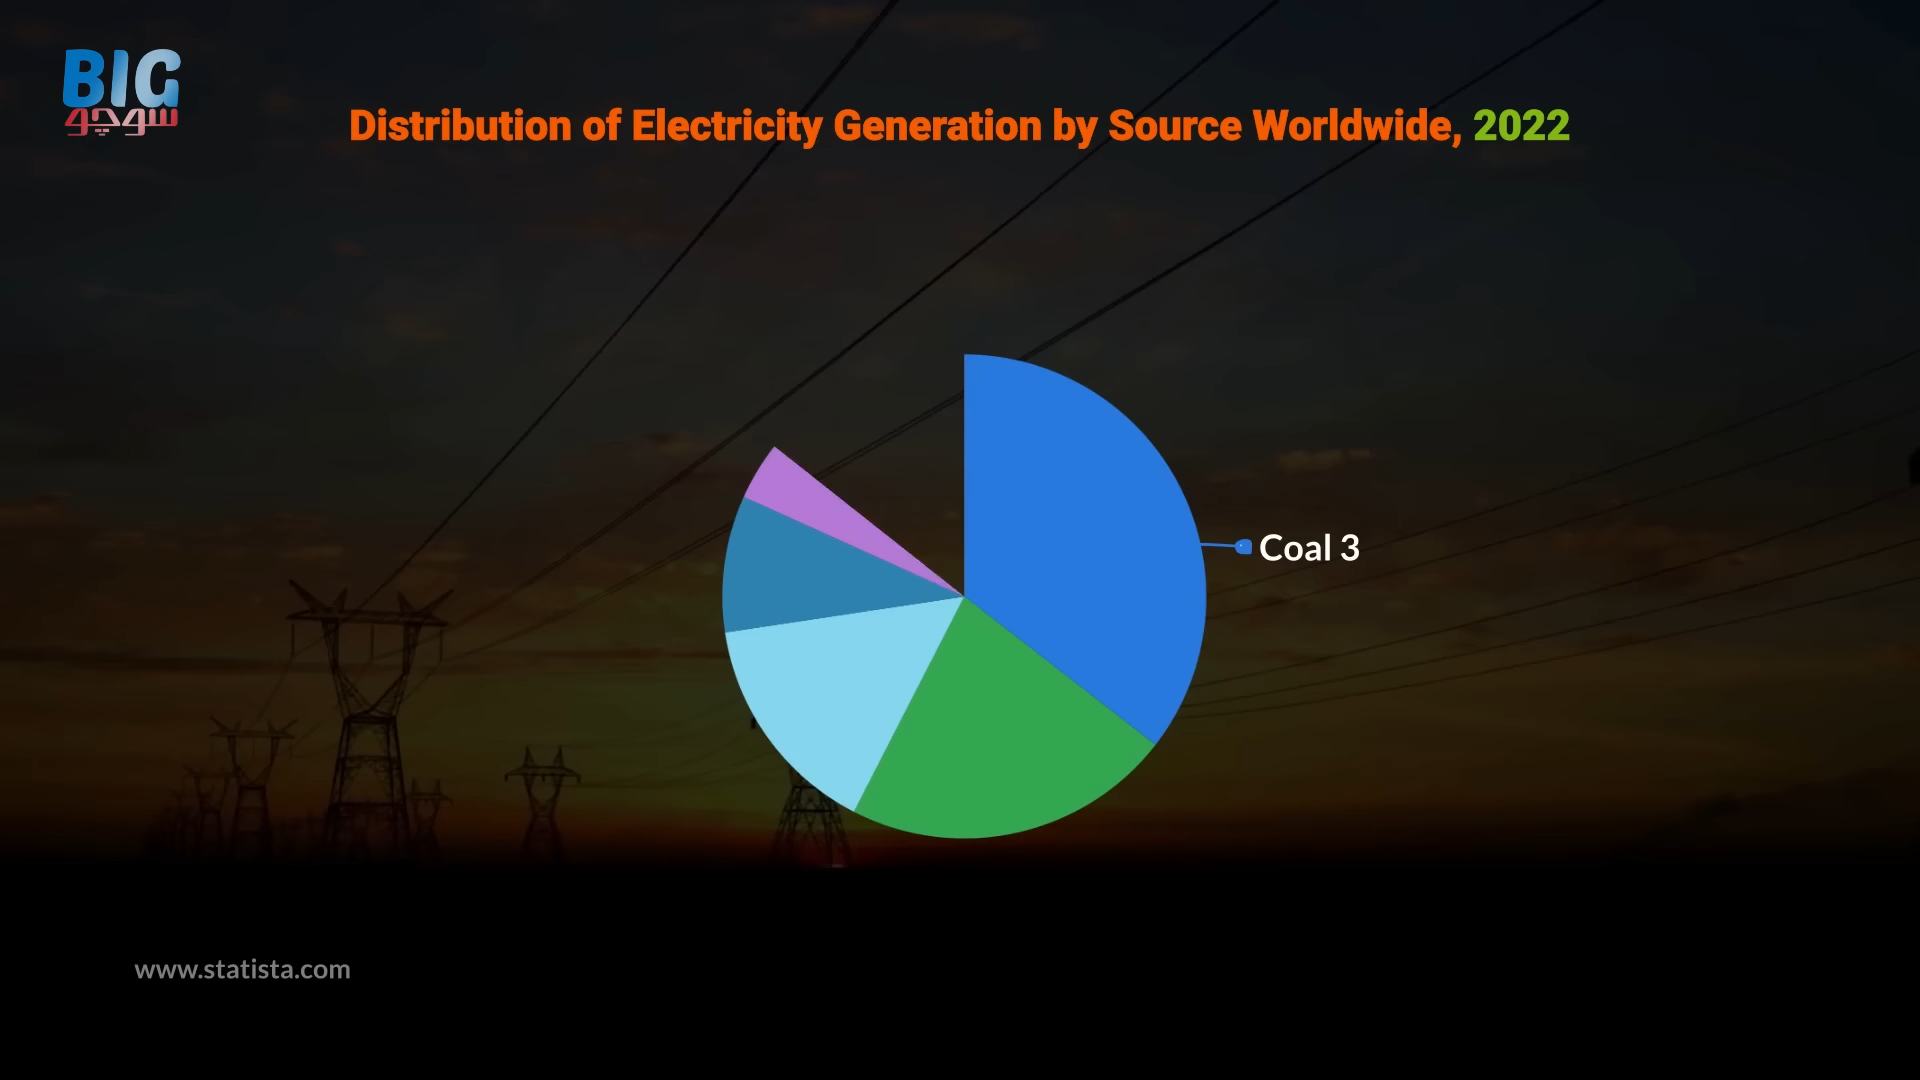 BIG
سوچو
Distribution of Electricity Generation by Source Worldwide, 2022
Coal 3
www.statista.com